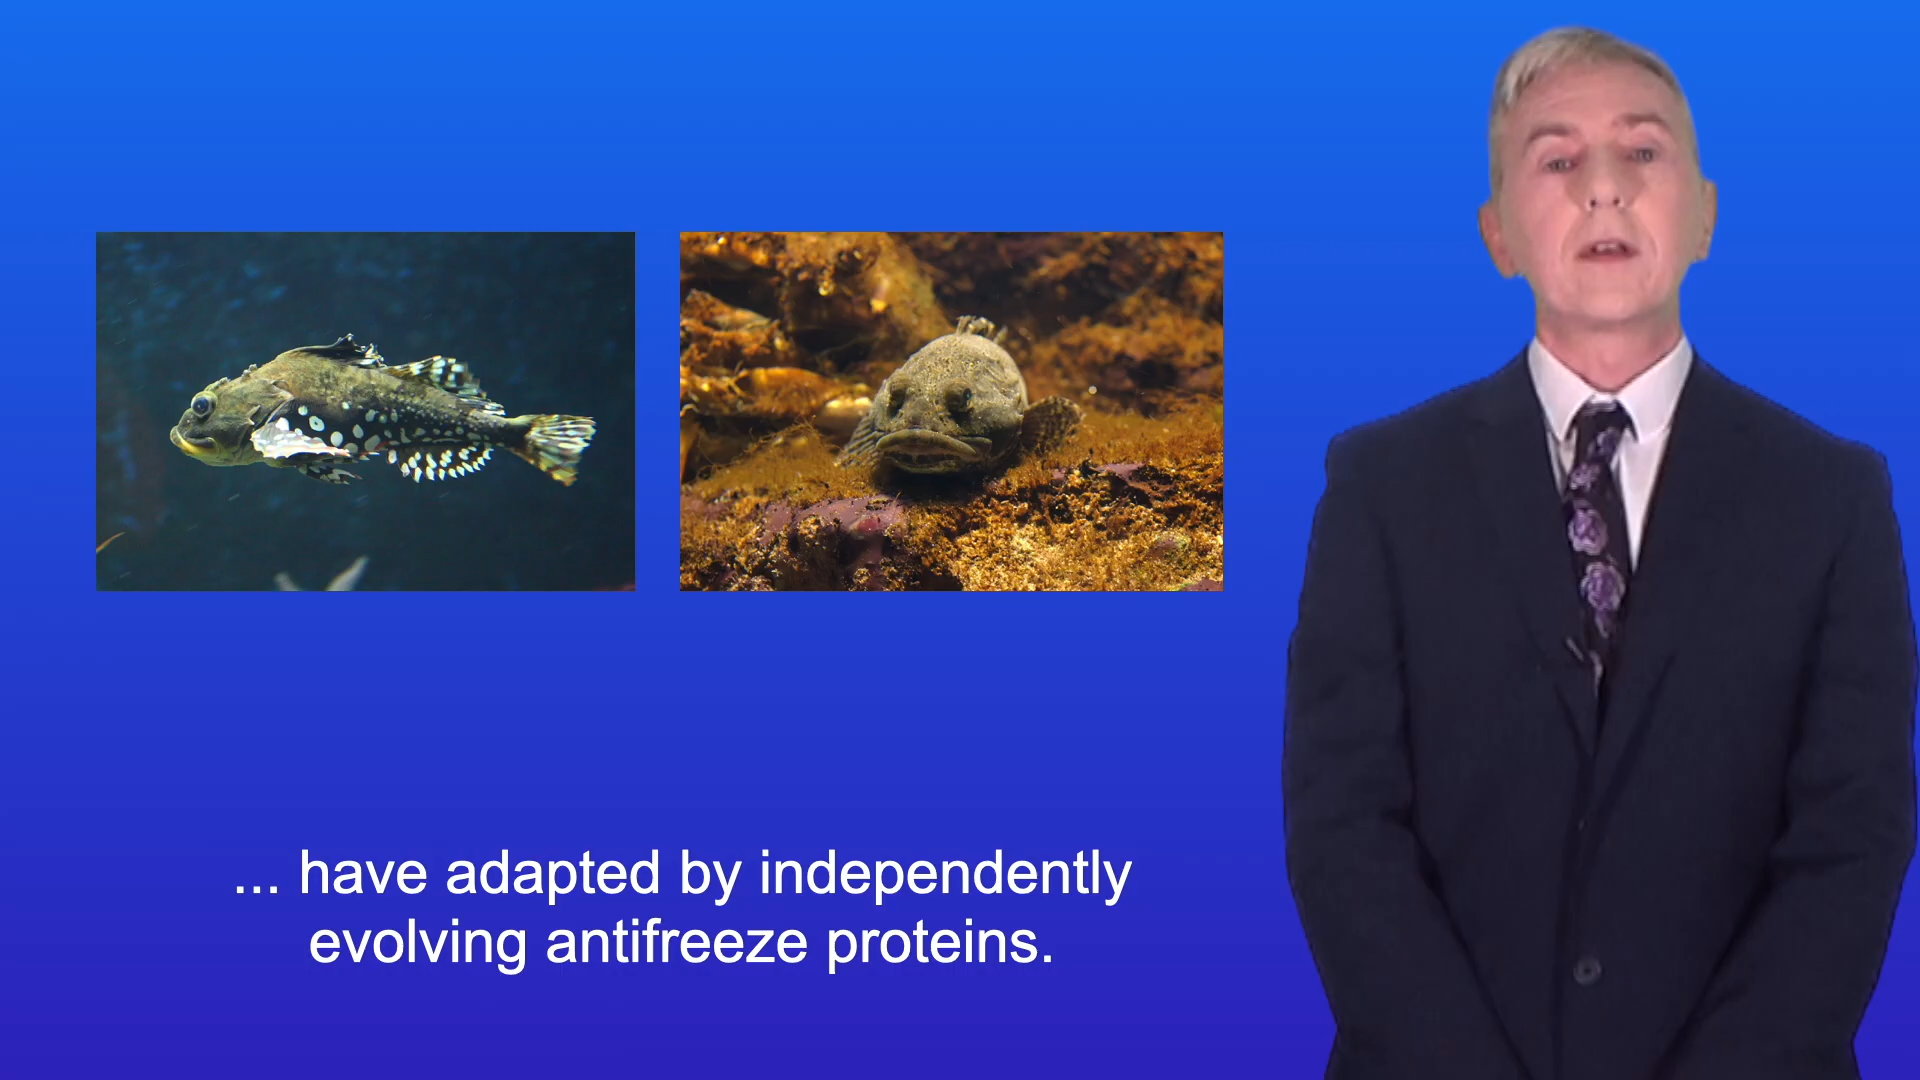 ... have adapted by independently
evolving antifreeze proteins.